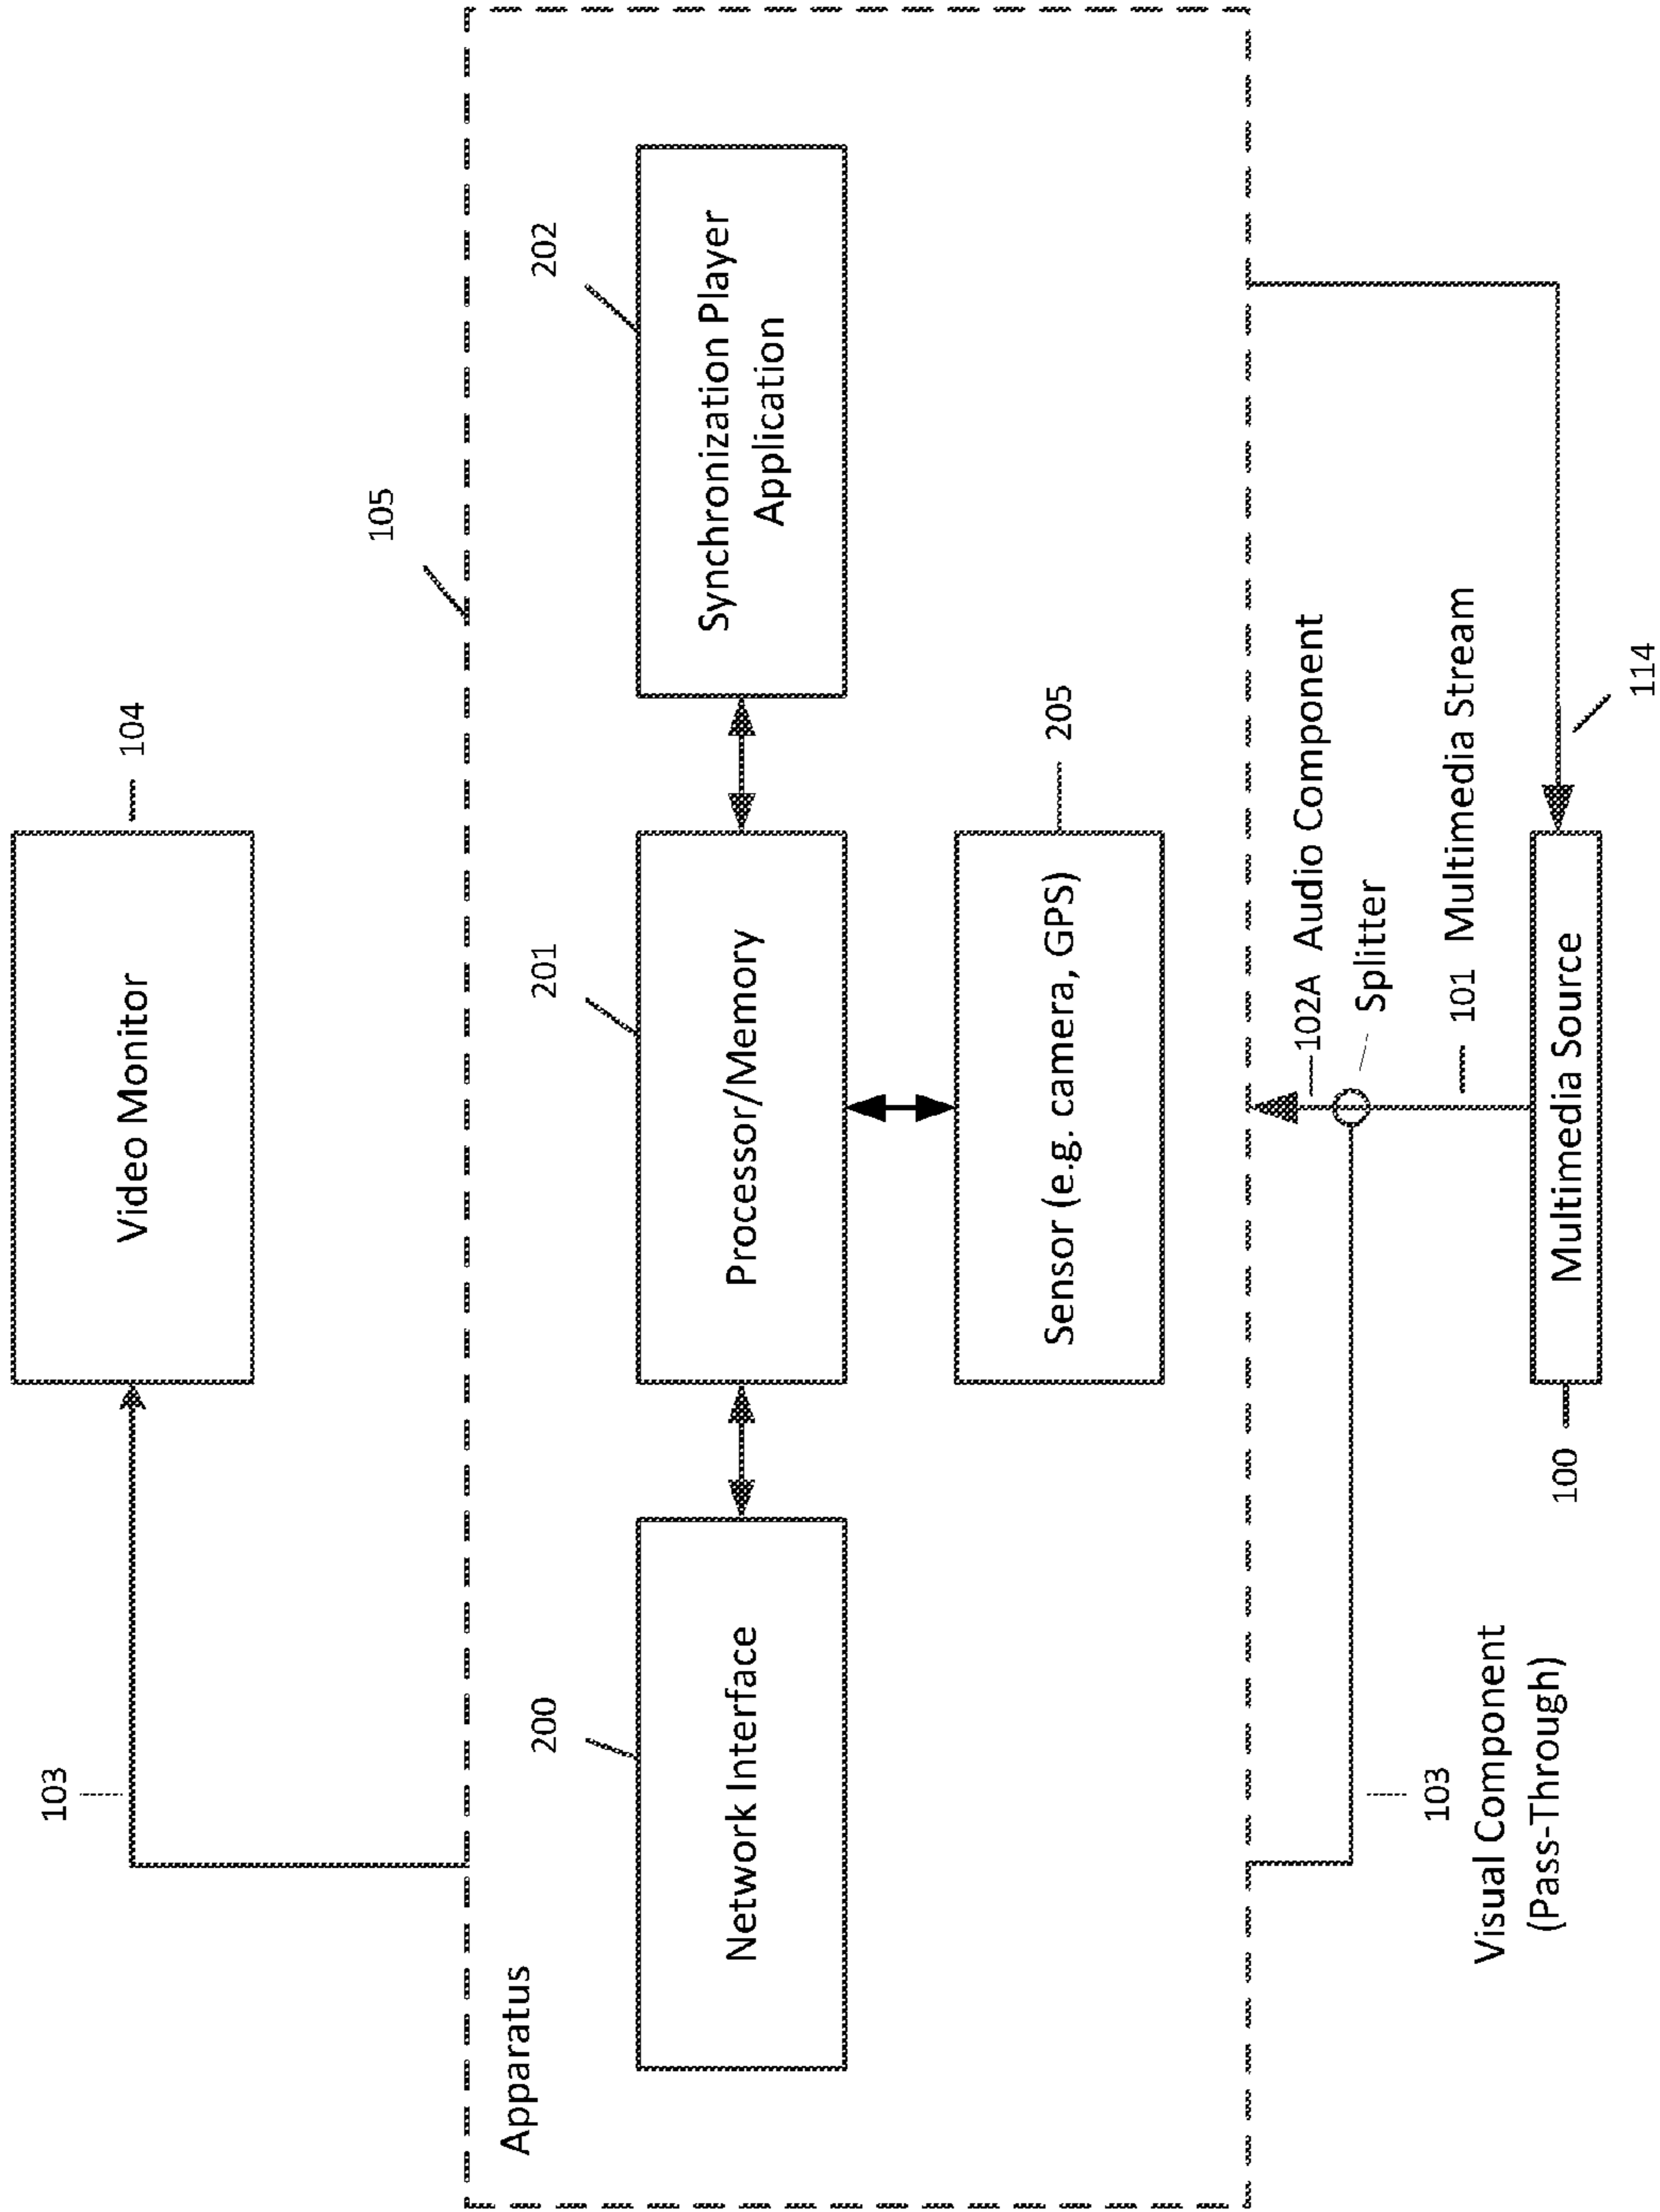 103
Video Monitor
104
105
Apparatus
200
201
202
Network Interface
Processor/Memory
Synchronization Player
Application
Sensor (e.g. camera, GPS)
205
102A Audio Component
Splitter
103
101 Multimedia Stream
Visual Component
(Pass-Through)
100
Multimedia Source
114